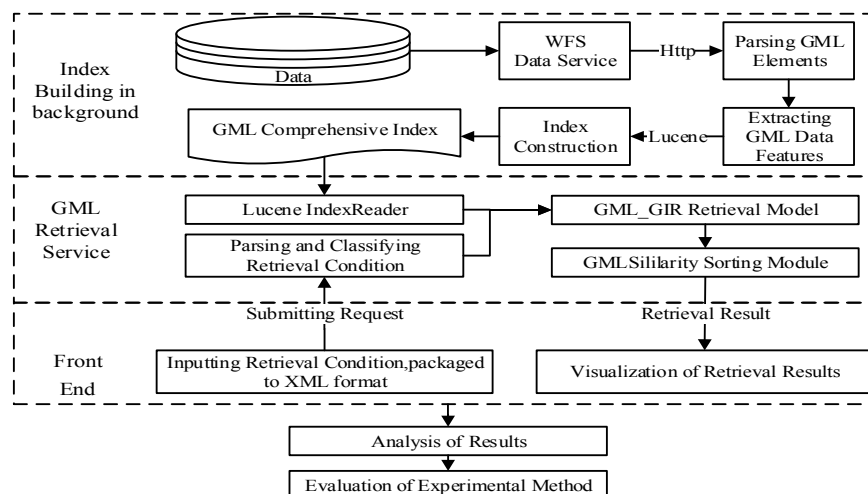 Index
Building in
background
Data
WFS
Data Service
Http
Parsing GML
Elements
GML Comprehensive Index
Index
Construction
Lucene
Extracting
GML Data
Features
GML
Retrieval
Service
Lucene IndexReader
GML_GIR Retrieval Model
Parsing and Classifying
Retrieval Condition
GMLSililarity Sorting Module
Submitting Request
Retrieval Result
Front
End
Inputting Retrieval Condition,packaged
to XML format
Visualization of Retrieval Results
Analysis of Results
Evaluation of Experimental Method